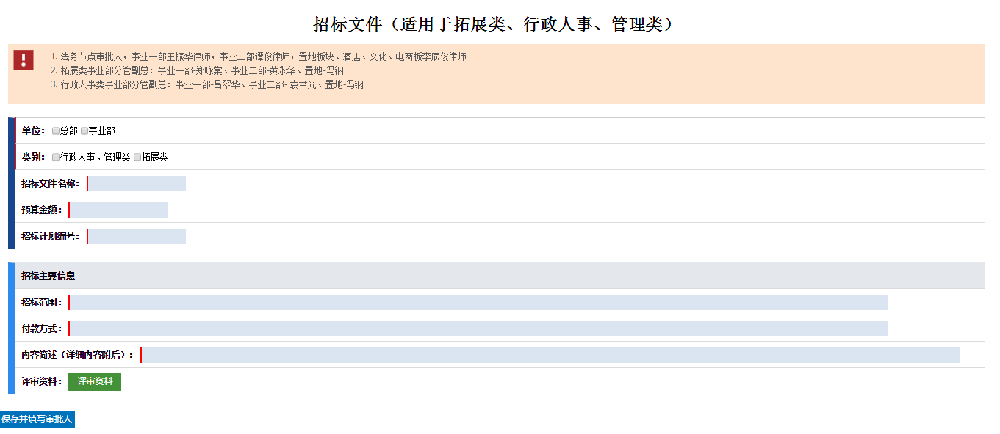 招标文件（适用于拓展类、行政人事、管理类）
1. 法务节点审批人，事业一部王振华律师，事业二部谭俊律师，置地板块、酒店、文化、电商板李辰俊律师
2. 拓展类事业部分管副总：事业一部-郑咏棠、事业二部-黄永华、置地-冯钢
3. 行政人事类事业部分管副总：事业一部-吕翠华、事业二部- 袁聿光、置地-冯钢
单位： 总部 事业部
类别： 行政人事、管理类 拓展类
招标文件名称：
预算金额：
招标计划编号：
招标主要信息
招标范围：
付款方式：
内容简述（详细内容附后）：
评审资料： 评审资料
保存并填写审批人